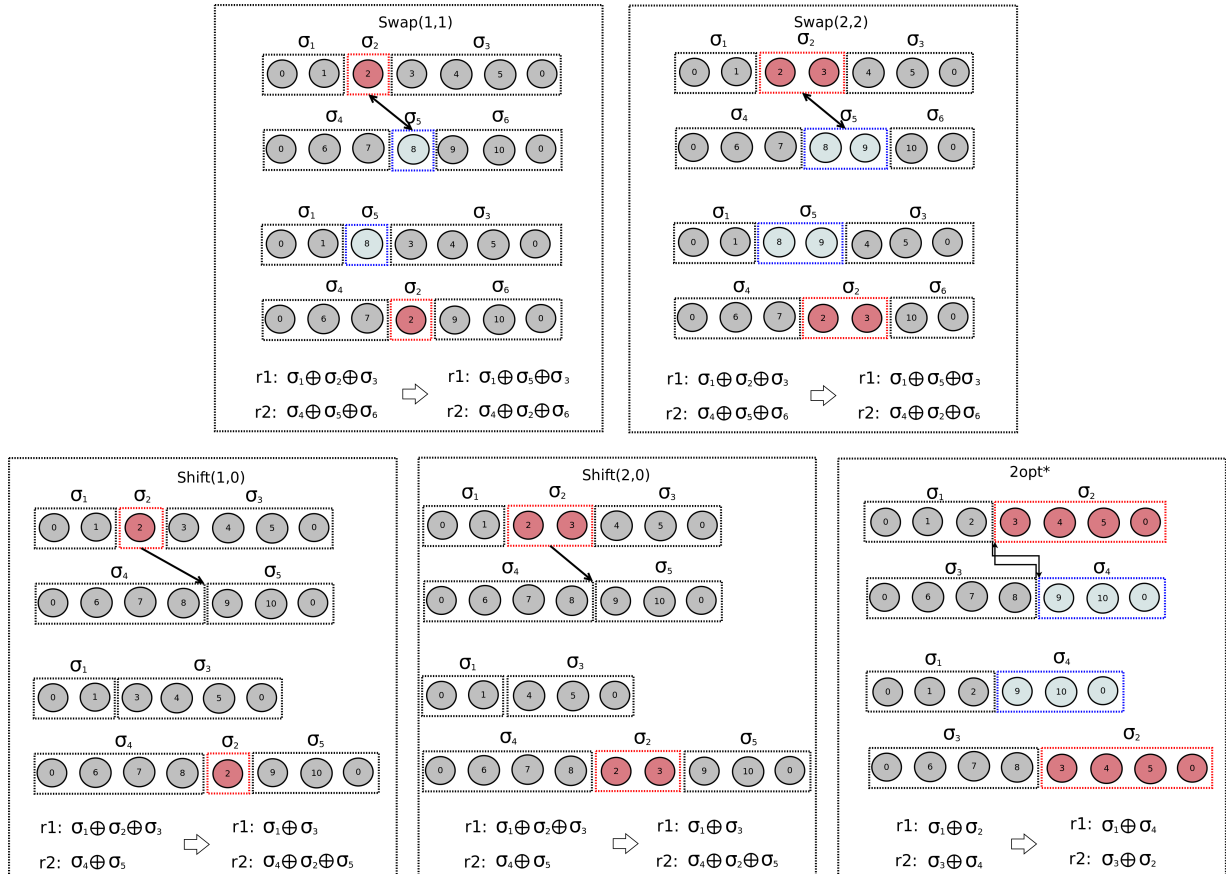 Swap(1,1)
σ₁ σ₂ σ₃
0 1 2 3 4 5 0
σ₄ σ₅ σ₆
0 6 7 8 9 10 0
σ₁ σ₅ σ₃
0 1 8 3 4 5 0
σ₄ σ₂ σ₆
0 6 7 2 9 10 0
r1: σ₁⊕σ₂⊕σ₃ r1: σ₁⊕σ₅⊕σ₃
r2: σ₄⊕σ₅⊕σ₆ r2: σ₄⊕σ₂⊕σ₆
Swap(2,2)
σ₁ σ₂ σ₃
0 1 2 3 4 5 0
σ₄ σ₅ σ₆
0 6 7 8 9 10 0
σ₁ σ₅ σ₃
0 1 8 9 4 5 0
σ₄ σ₂ σ₆
0 6 7 2 3 10 0
r1: σ₁⊕σ₂⊕σ₃ r1: σ₁⊕σ₅⊕σ₃
r2: σ₄⊕σ₅⊕σ₆ r2: σ₄⊕σ₂⊕σ₆
Shift(1,0)
σ₁ σ₂ σ₃
0 1 2 3 4 5 0
σ₄ σ₅
0 6 7 8 9 10 0
σ₁ σ₃
0 1 3 4 5 0
σ₄ σ₂ σ₅
0 6 7 8 2 9 10 0
r1: σ₁⊕σ₂⊕σ₃ r1: σ₁⊕σ₃
r2: σ₄⊕σ₅ r2: σ₄⊕σ₂⊕σ₅
Shift(2,0)
σ₁ σ₂ σ₃
0 1 2 3 4 5 0
σ₄ σ₅
0 6 7 8 9 10 0
σ₁ σ₃
0 1 4 5 0
σ₄ σ₂ σ₅
0 6 7 8 2 3 9 10 0
r1: σ₁⊕σ₂⊕σ₃ r1: σ₁⊕σ₃
r2: σ₄⊕σ₅ r2: σ₄⊕σ₂⊕σ₅
2opt*
σ₁ σ₂
0 1 2 3 4 5 0
σ₃ σ₄
0 6 7 8 9 10 0
σ₁ σ₄
0 1 2 9 10 0
σ₃ σ₂
0 6 7 8 3 4 5 0
r1: σ₁⊕σ₂ r1: σ₁⊕σ₄
r2: σ₃⊕σ₄ r2: σ₃⊕σ₂